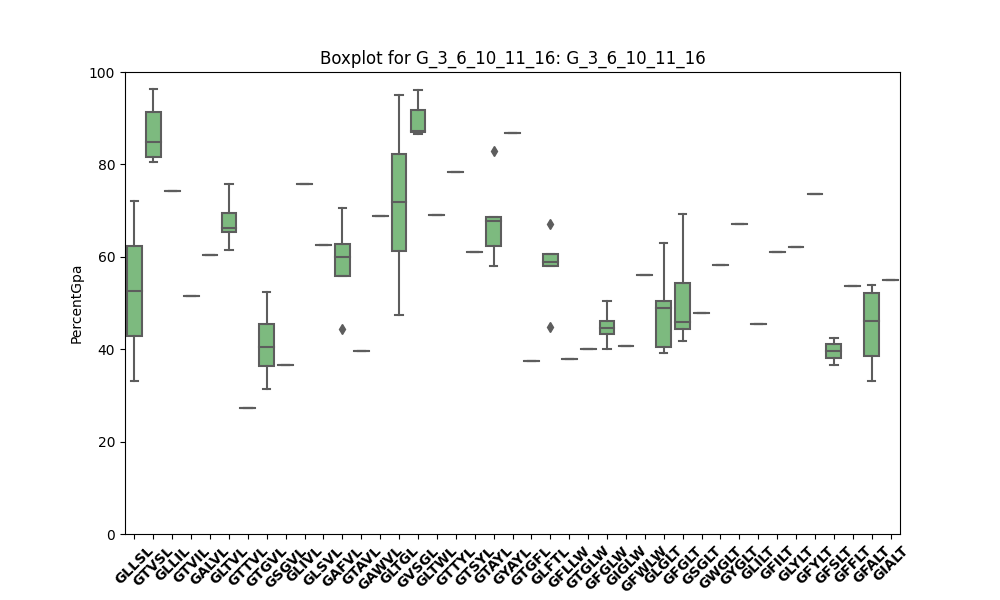 Boxplot for G_3_6_10_11_16: G_3_6_10_11_16
PercentGpa
100
80
60
40
20
0
GLLSL
GTVSL
GLLIL
GTVIL
GALVL
GLTVL
GTTVL
GTGVL
GSGVL
GLIVL
GLSVL
GAFVL
GTAVL
GAWVL
GLTGL
GVSGL
GLTWL
GTTYL
GTSYL
GTAYL
GYAYL
GTGFL
GLFTL
GFLLW
GTGLW
GFGLW
GIGLW
GFWLW
GLGLT
GFGLT
GSGLT
GWGLT
GYGLT
GLILT
GFILT
GLYLT
GFYLT
GFSLT
GFFLT
GFALT
GIALT